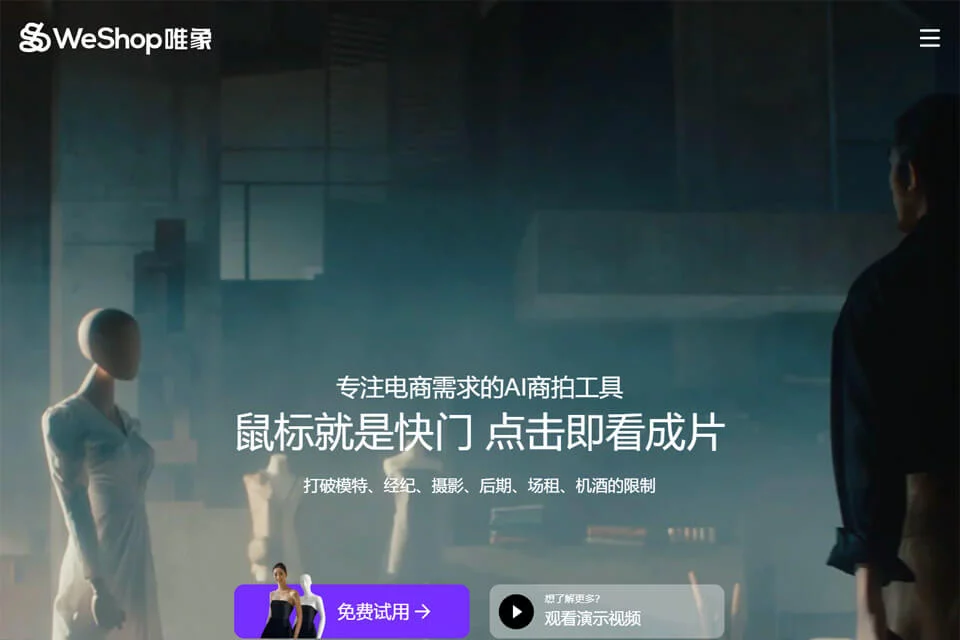 WeShop唯象
专注电商需求的AI商拍工具
鼠标就是快门 点击即看成片
打破模特、经纪、摄影、后期、场租、机酒的限制
免费试用→
想了解更多？
观看演示视频